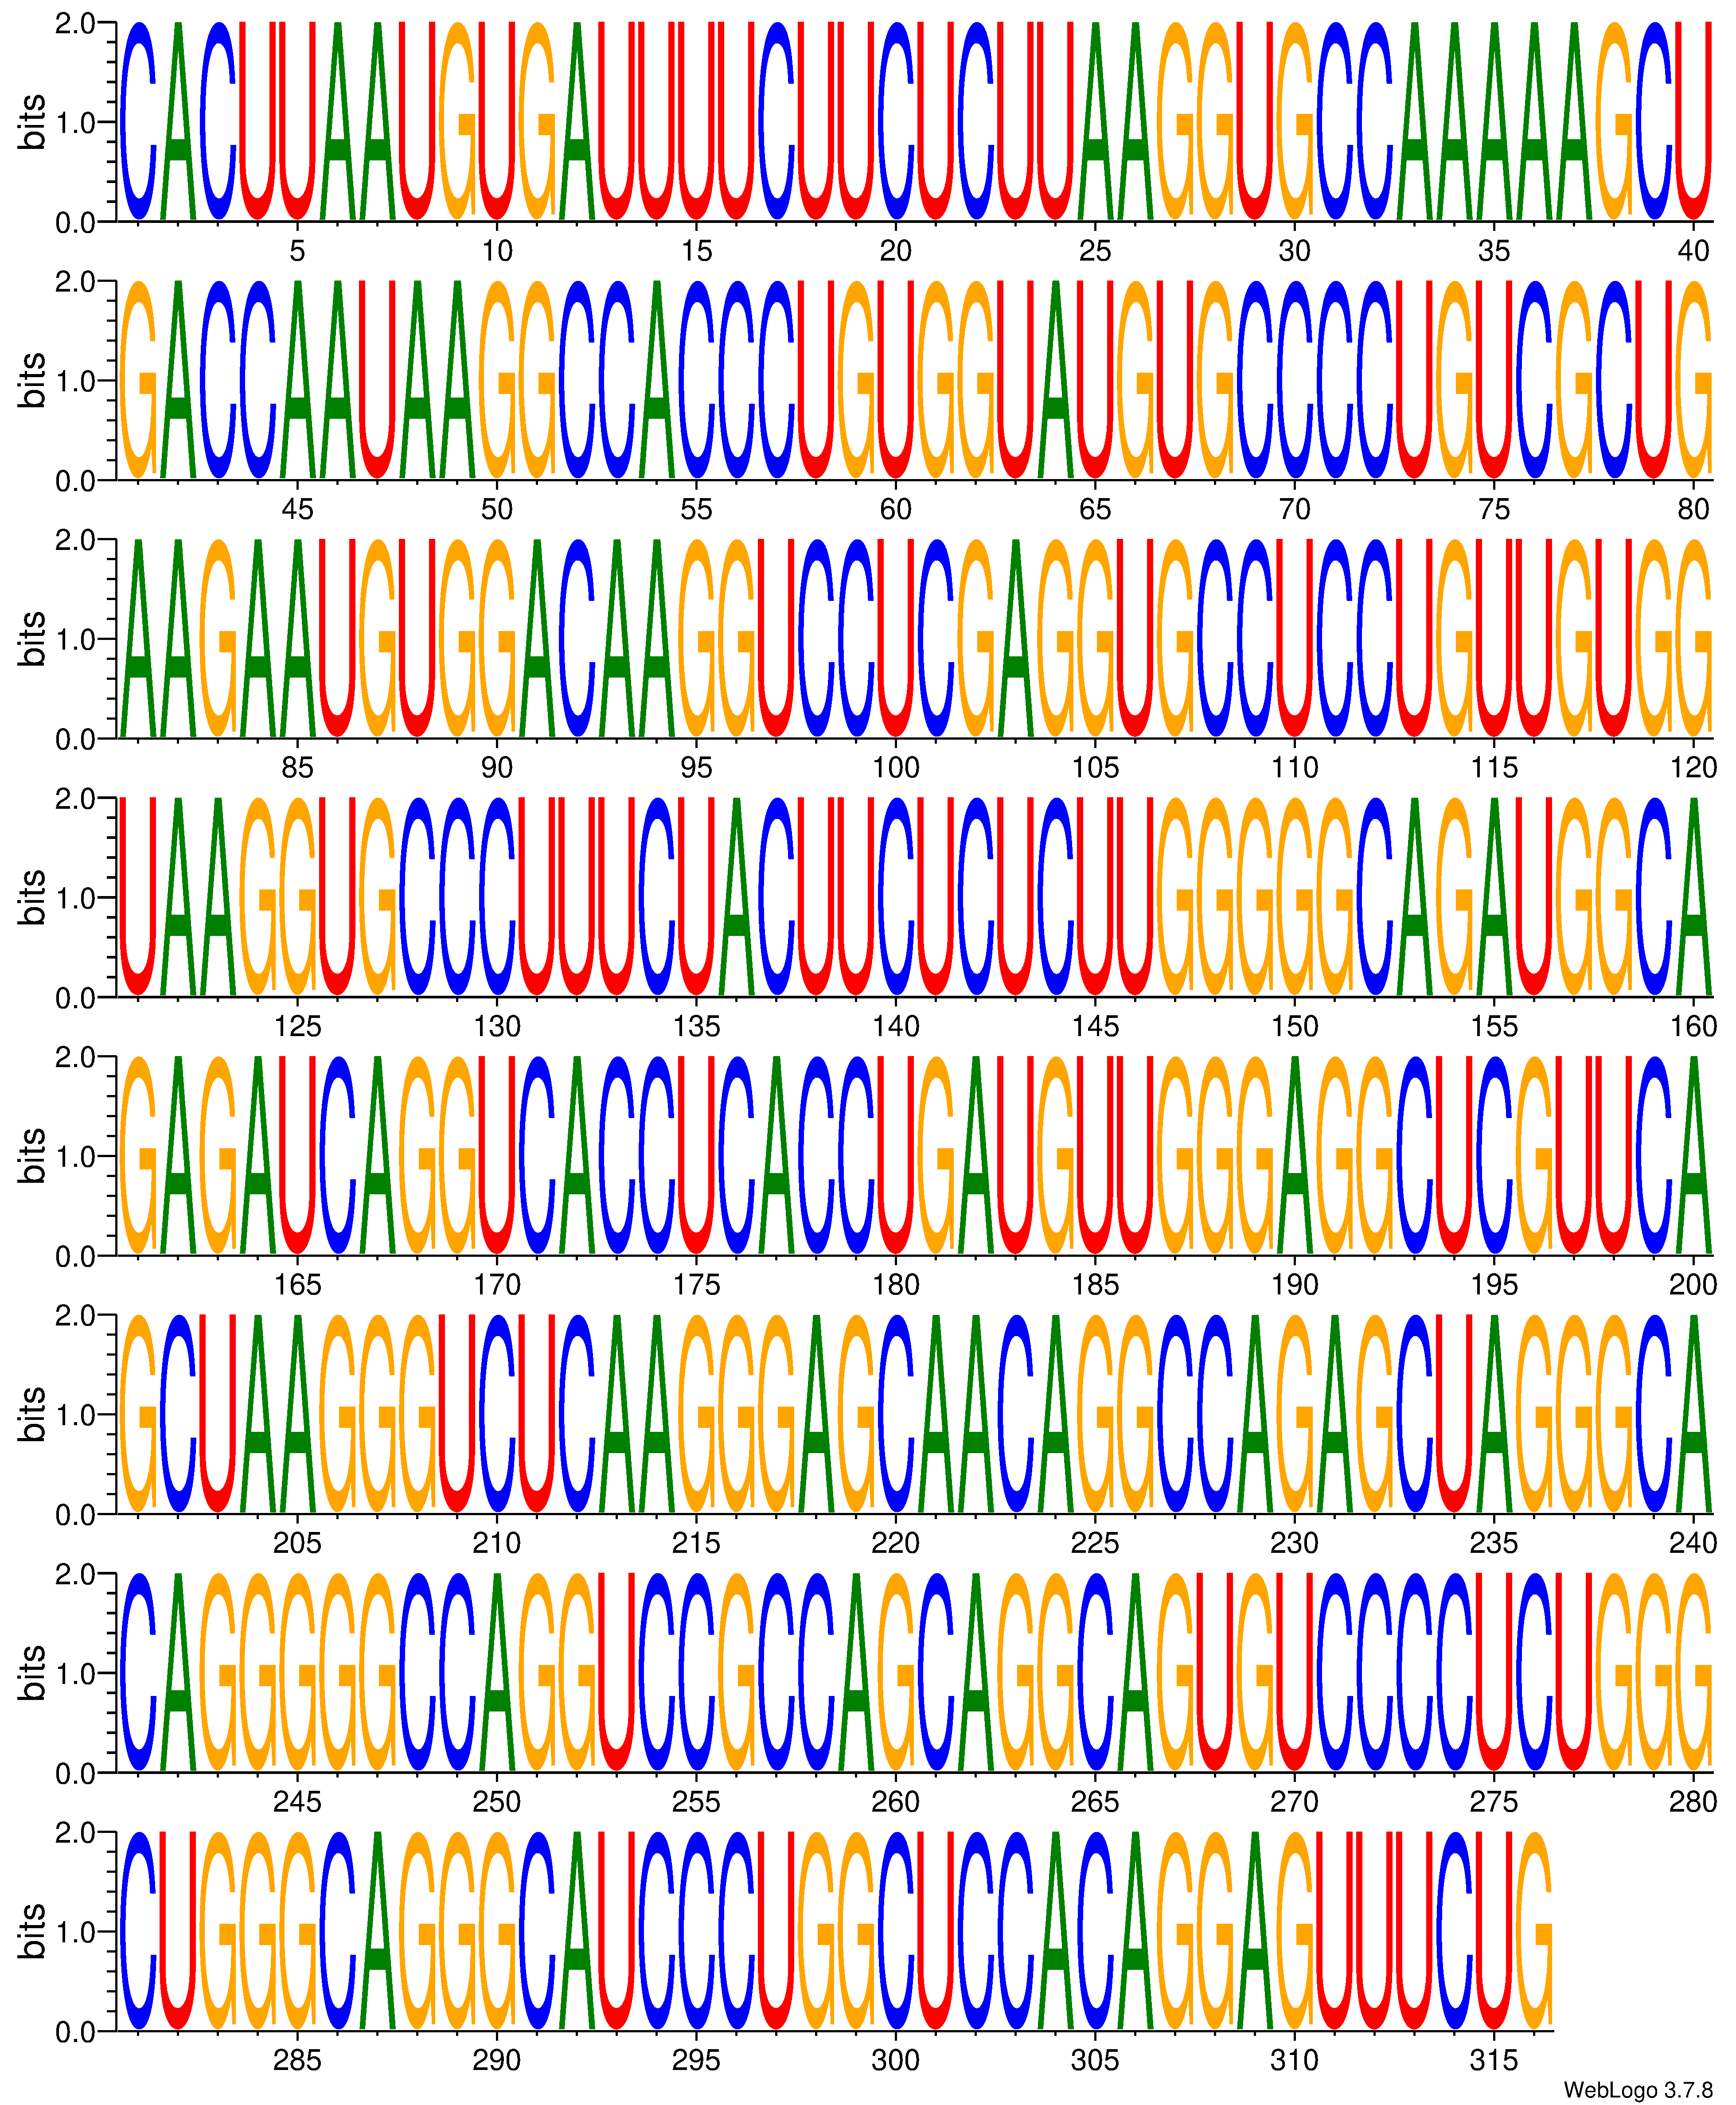 2.0
CACUUAAUGUGAUUUUCUUCUCUUAAGGUGCCAAAAAGCU
1.0
bits
0.0
5 10 15 20 25 30 35 40
2.0
GACCAAUAAGGCCACCCUGUGGUAUGUGCCCCUGUCGCUG
1.0
bits
0.0
45 50 55 60 65 70 75 80
2.0
AAGAAUGUGGACAAGGUCCUCGAGGUGCCUCCUGUUGUGG
1.0
bits
0.0
85 90 95 100 105 110 115 120
2.0
UAAGGUGCCCUUUCUACUUCUCUCUUGGGGGCAGAUGGCA
1.0
bits
0.0
125 130 135 140 145 150 155 160
2.0
GAGAUCAGGUCACCUCACCUGAUGUUGGGAGGCUCGUUCA
1.0
bits
0.0
165 170 175 180 185 190 195 200
2.0
GCUAAGGGUCUCAAGGGAGCAACAGGCCAGAGCUAGGGCA
1.0
bits
0.0
205 210 215 220 225 230 235 240
2.0
CAGGGGGCCAGGUCCGCCAGCAGGCAGUGUCCCCUCUGGG
1.0
bits
0.0
245 250 255 260 265 270 275 280
2.0
CUGGGCAGGGCAUCCCUGGCUCCACAGGAGUUUCUG
1.0
bits
0.0
285 290 295 300 305 310 315
WebLogo 3.7.8